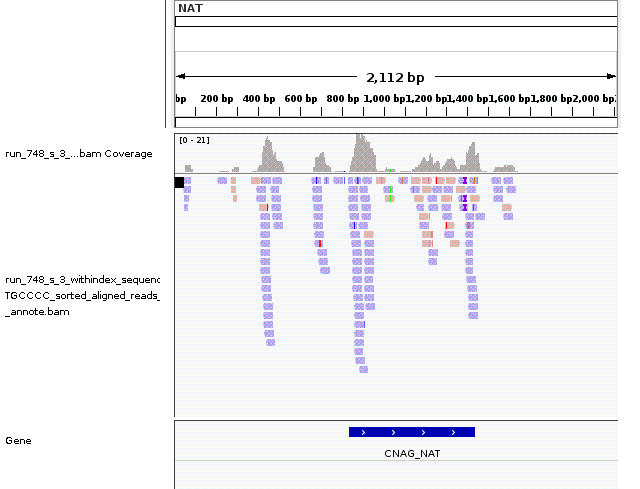 NAT
2,112 bp
bp 200 bp 400 bp 600 bp 800 bp 1,000 bp 1,200 bp 1,400 bp 1,600 bp 1,800 bp 2,000 bp
[0 - 21]
run_748_s_3_...bam Coverage
run_748_s_3_withindex_sequenc
TGCCCC_sorted_aligned_reads_
_annote.bam
Gene
CNAG_NAT